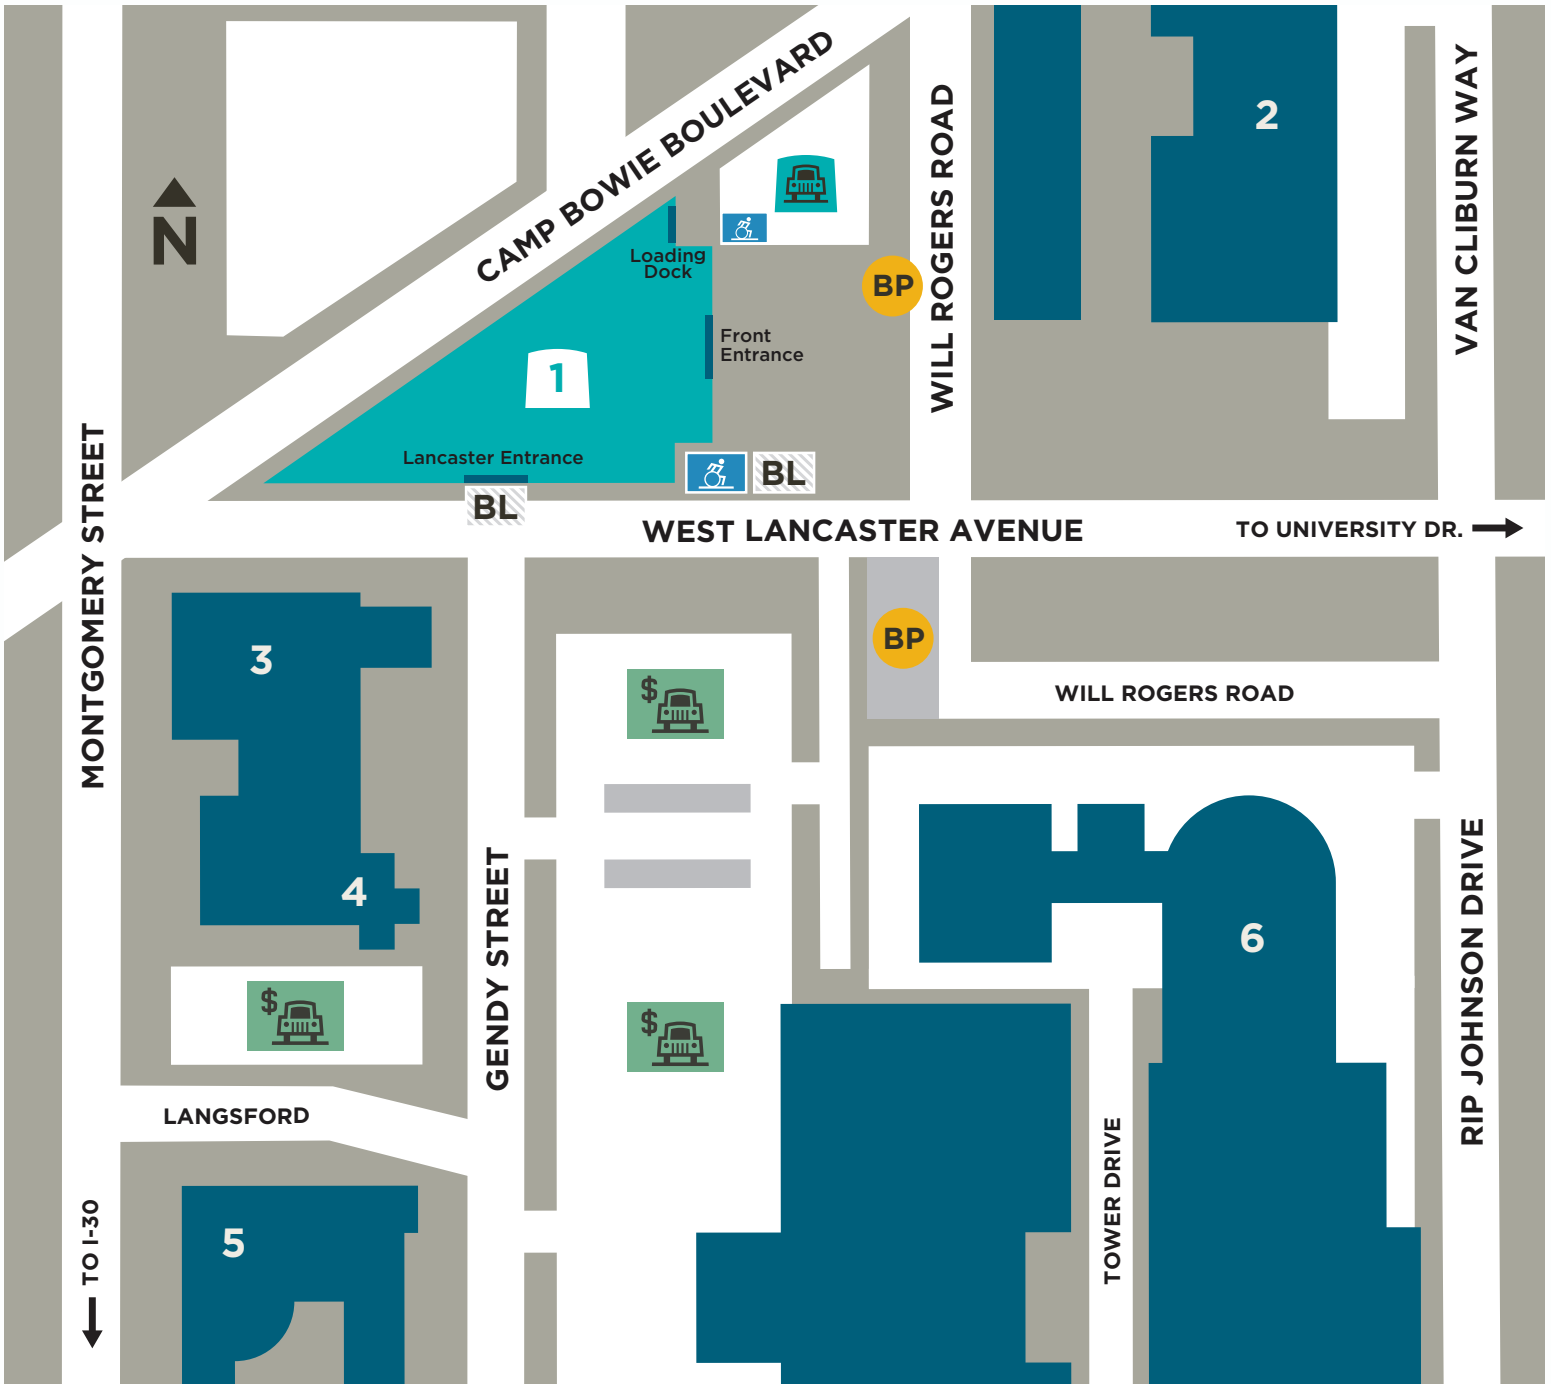 CAMP BOWIE BOULEVARD
WILL ROGERS ROAD
2
VAN CLIBURN WAY
N
Loading
Dock
BP
Front
Entrance
1
Lancaster Entrance
BL
BL
MONTGOMERY STREET
WEST LANCASTER AVENUE
TO UNIVERSITY DR.
3
$
BP
WILL ROGERS ROAD
4
GENDY STREET
6
RIP JOHNSON DRIVE
$
$
LANGSFORD
TOWER DRIVE
TO I-30
5